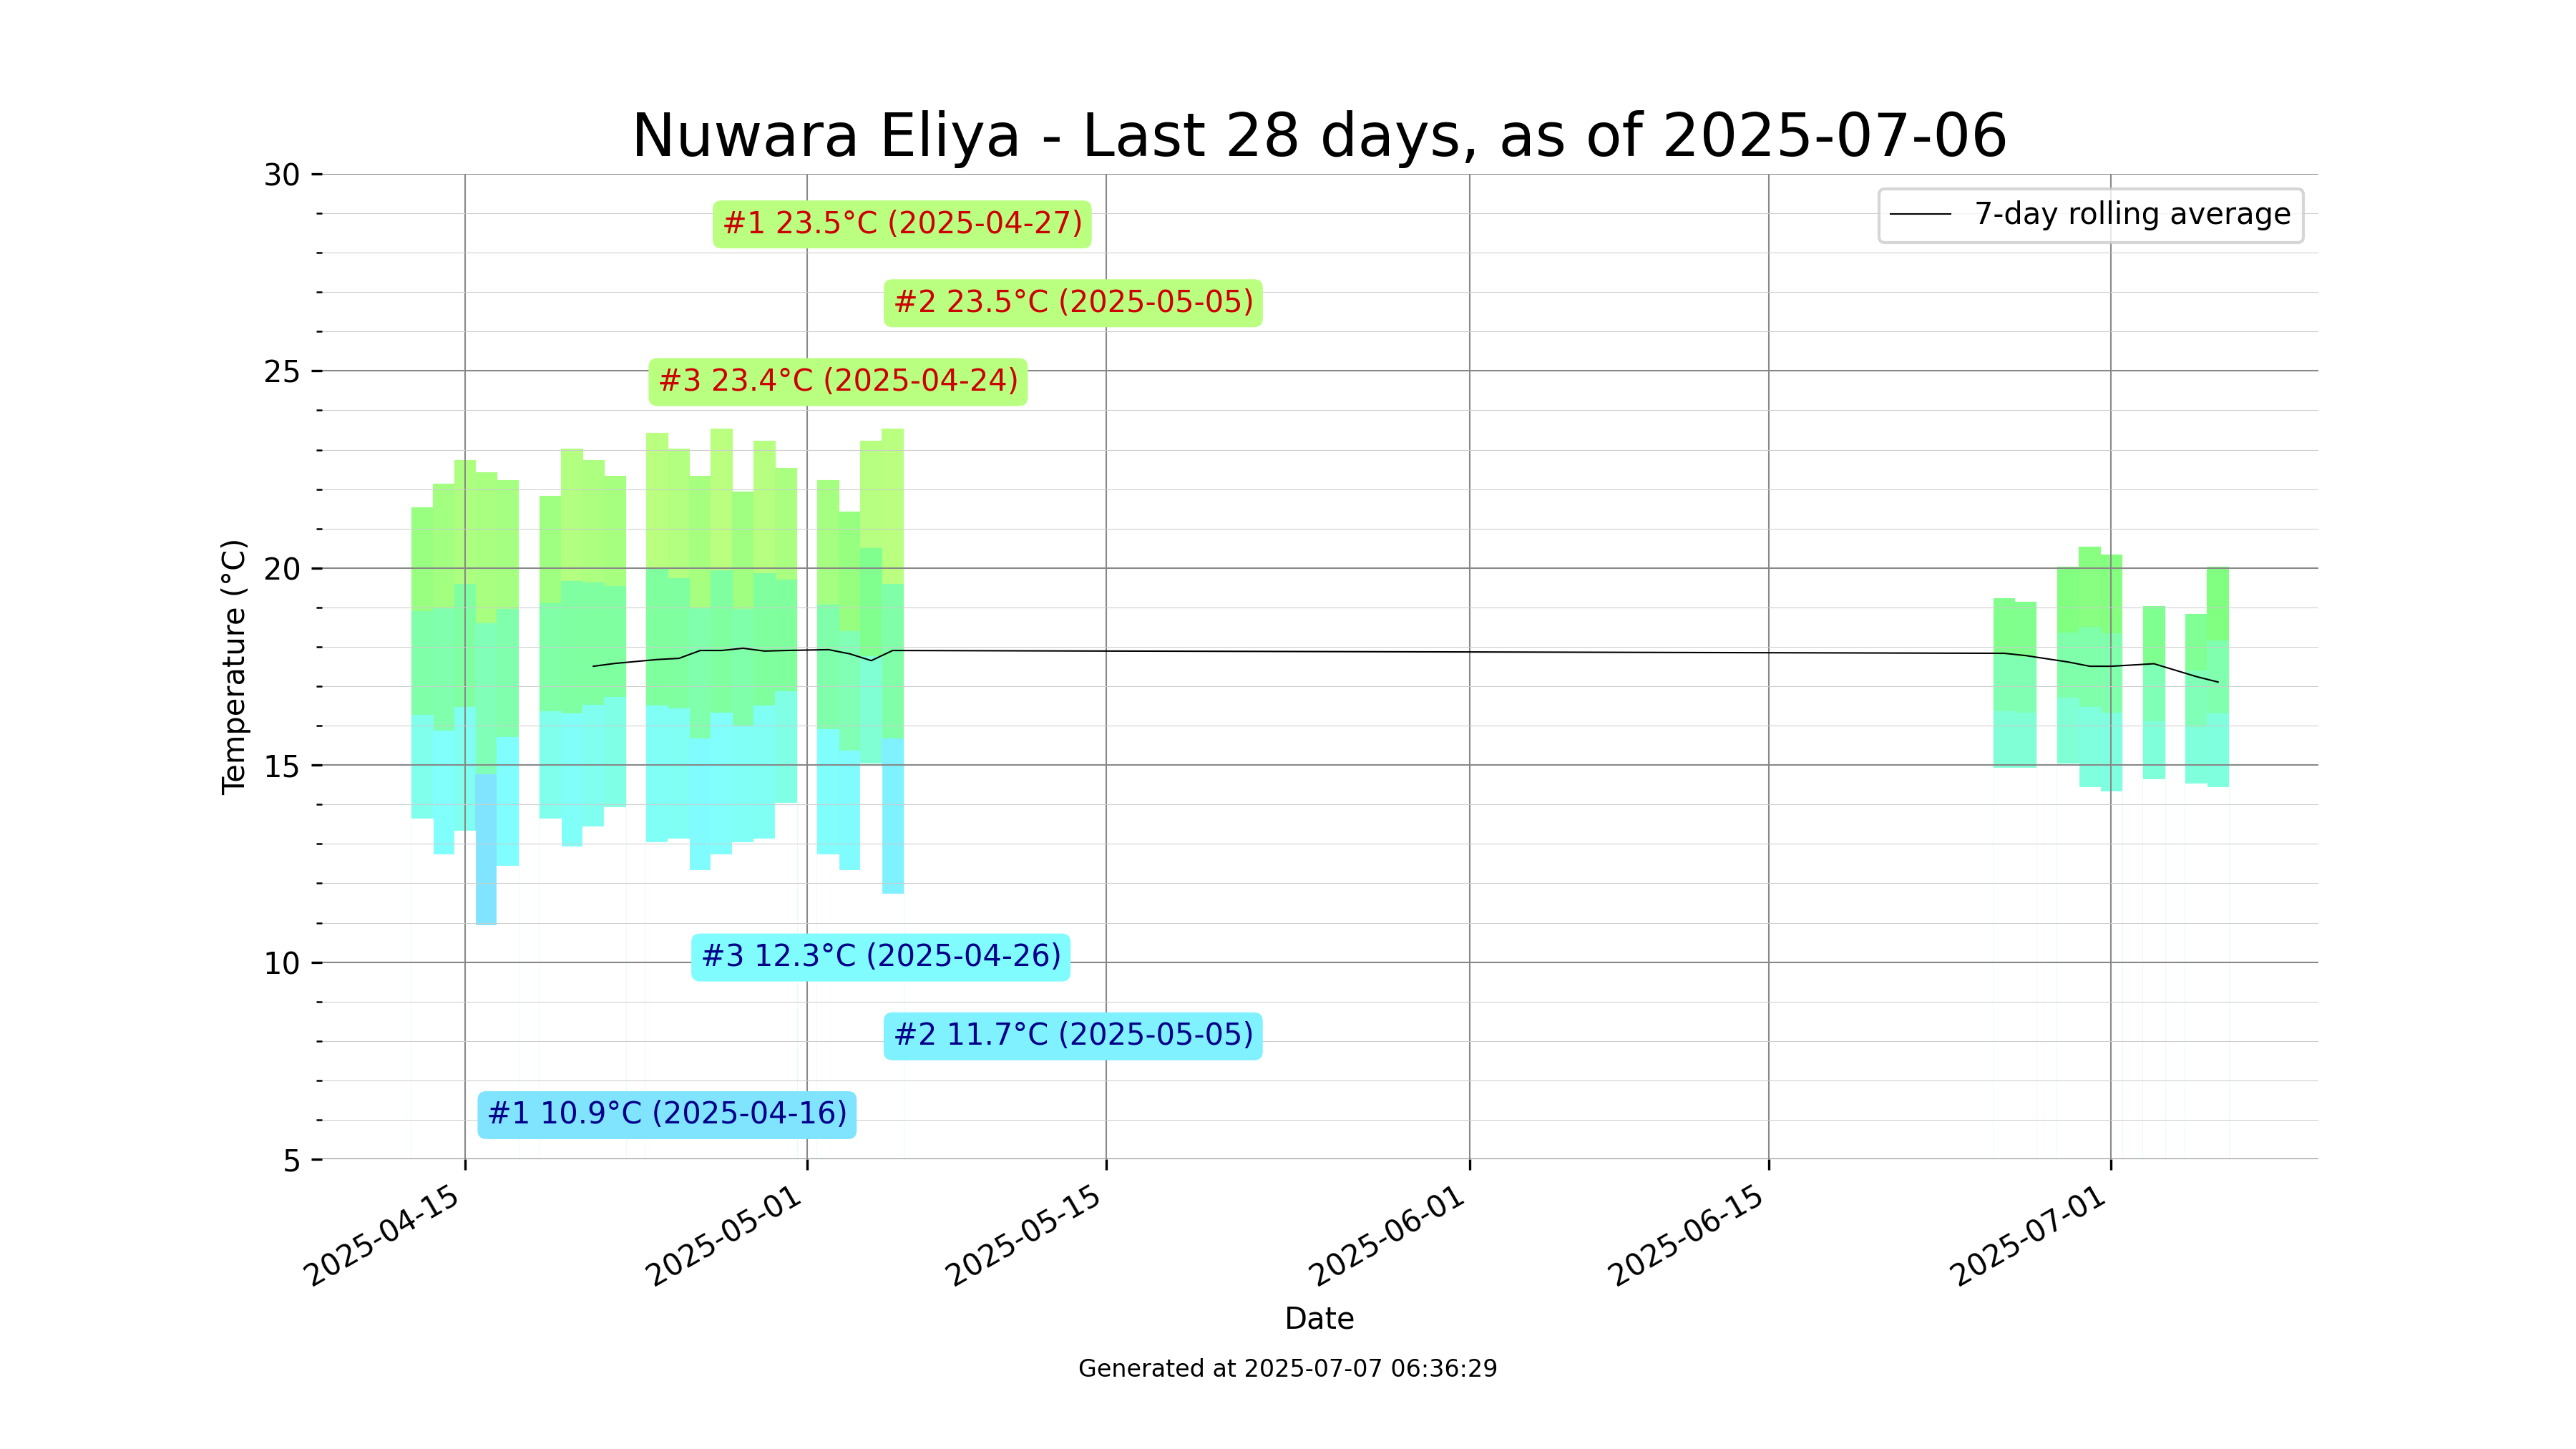 Nuwara Eliya - Last 28 days, as of 2025-07-06
7-day rolling average
#1 23.5°C (2025-04-27)
#2 23.5°C (2025-05-05)
#3 23.4°C (2025-04-24)
#3 12.3°C (2025-04-26)
#2 11.7°C (2025-05-05)
#1 10.9°C (2025-04-16)
Temperature (°C)
30
25
20
15
10
5
2025-04-15
2025-05-01
2025-05-15
2025-06-01
2025-06-15
2025-07-01
Date
Generated at 2025-07-07 06:36:29